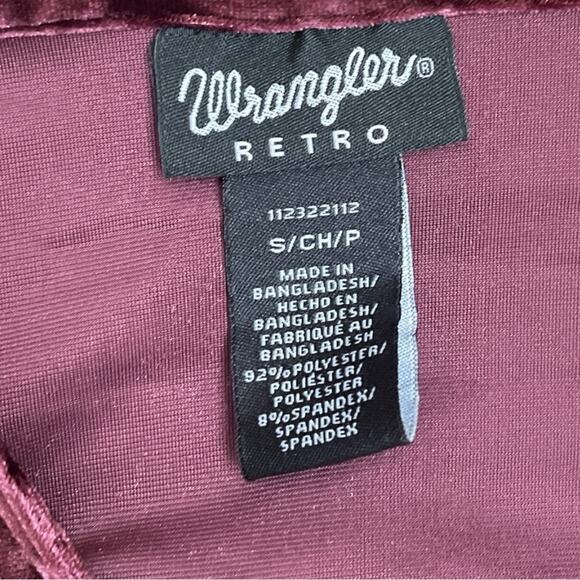 Wrangler®
RETRO
112322112
S/CH/P
MADE IN
BANGLADESH/
HECHO EN
BANGLADESH/
FABRIQUÉ AU
BANGLADESH
92%POLYESTER/
POLIÉSTER/
POLYESTER
8%SPANDEX/
SPANDEX/
SPANDEX